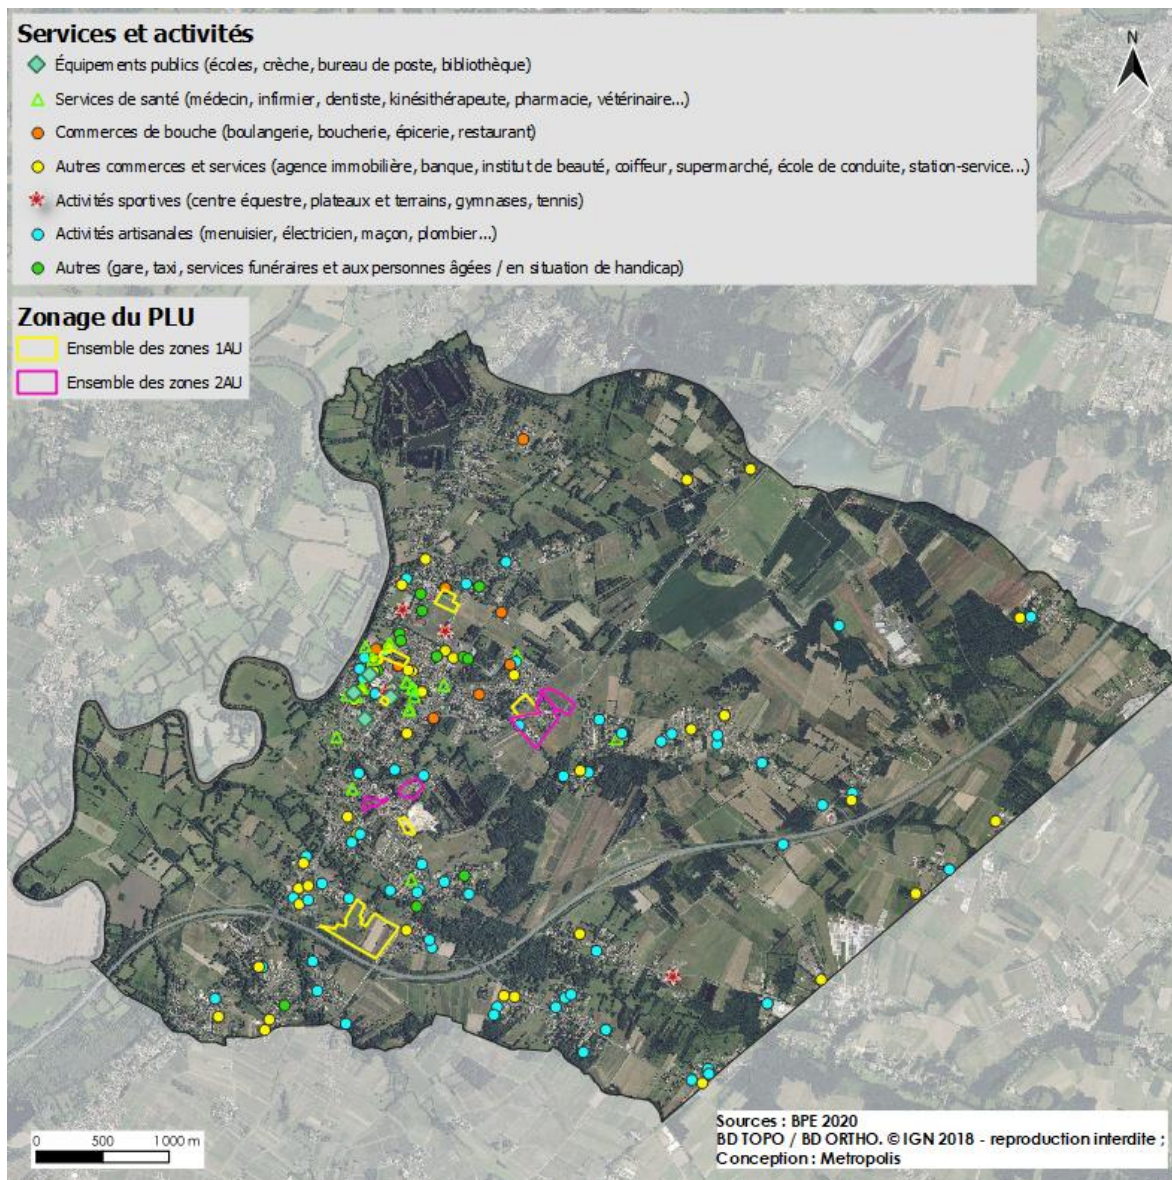 Services et activités
Équipements publics (écoles, crèche, bureau de poste, bibliothèque)
Services de santé (médecin, infirmier, dentiste, kinésithérapeute, pharmacie, vétérinaire...)
Commerces de bouche (boulangerie, boucherie, épicerie, restaurant)
Autres commerces et services (agence immobilière, banque, institut de beauté, coiffeur, supermarché, école de conduite, station-service...)
Activités sportives (centre équestre, plateaux et terrains, gymnases, tennis)
Activités artisanales (menuisier, électricien, maçon, plombier...)
Autres (gare, taxi, services funéraires et aux personnes âgées / en situation de handicap)
N
Zonage du PLU
Ensemble des zones 1AU
Ensemble des zones 2AU
0 500 1000 m
Sources : BPE 2020
BD TOPO / BD ORTHO. © IGN 2018 - reproduction interdite ;
Conception : Metropolis